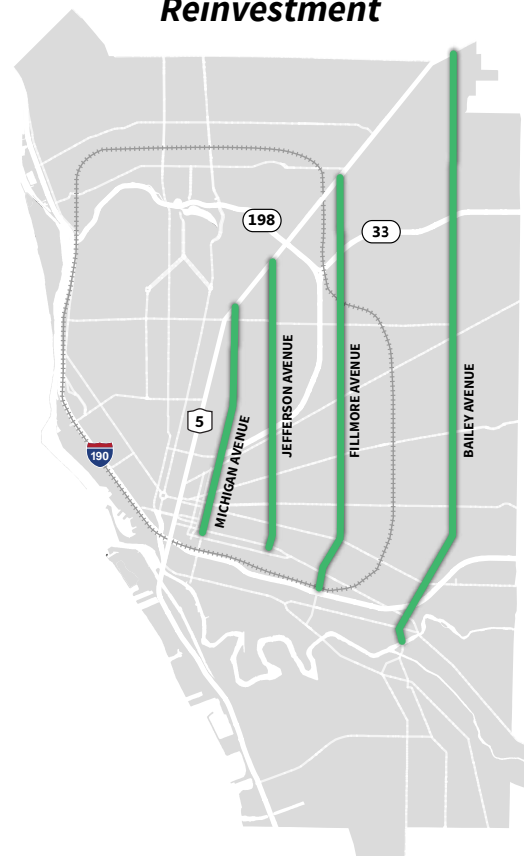 Reinvestment
198
33
5
190
MICHIGAN AVENUE
JEFFERSON AVENUE
FILLMORE AVENUE
BAILEY AVENUE